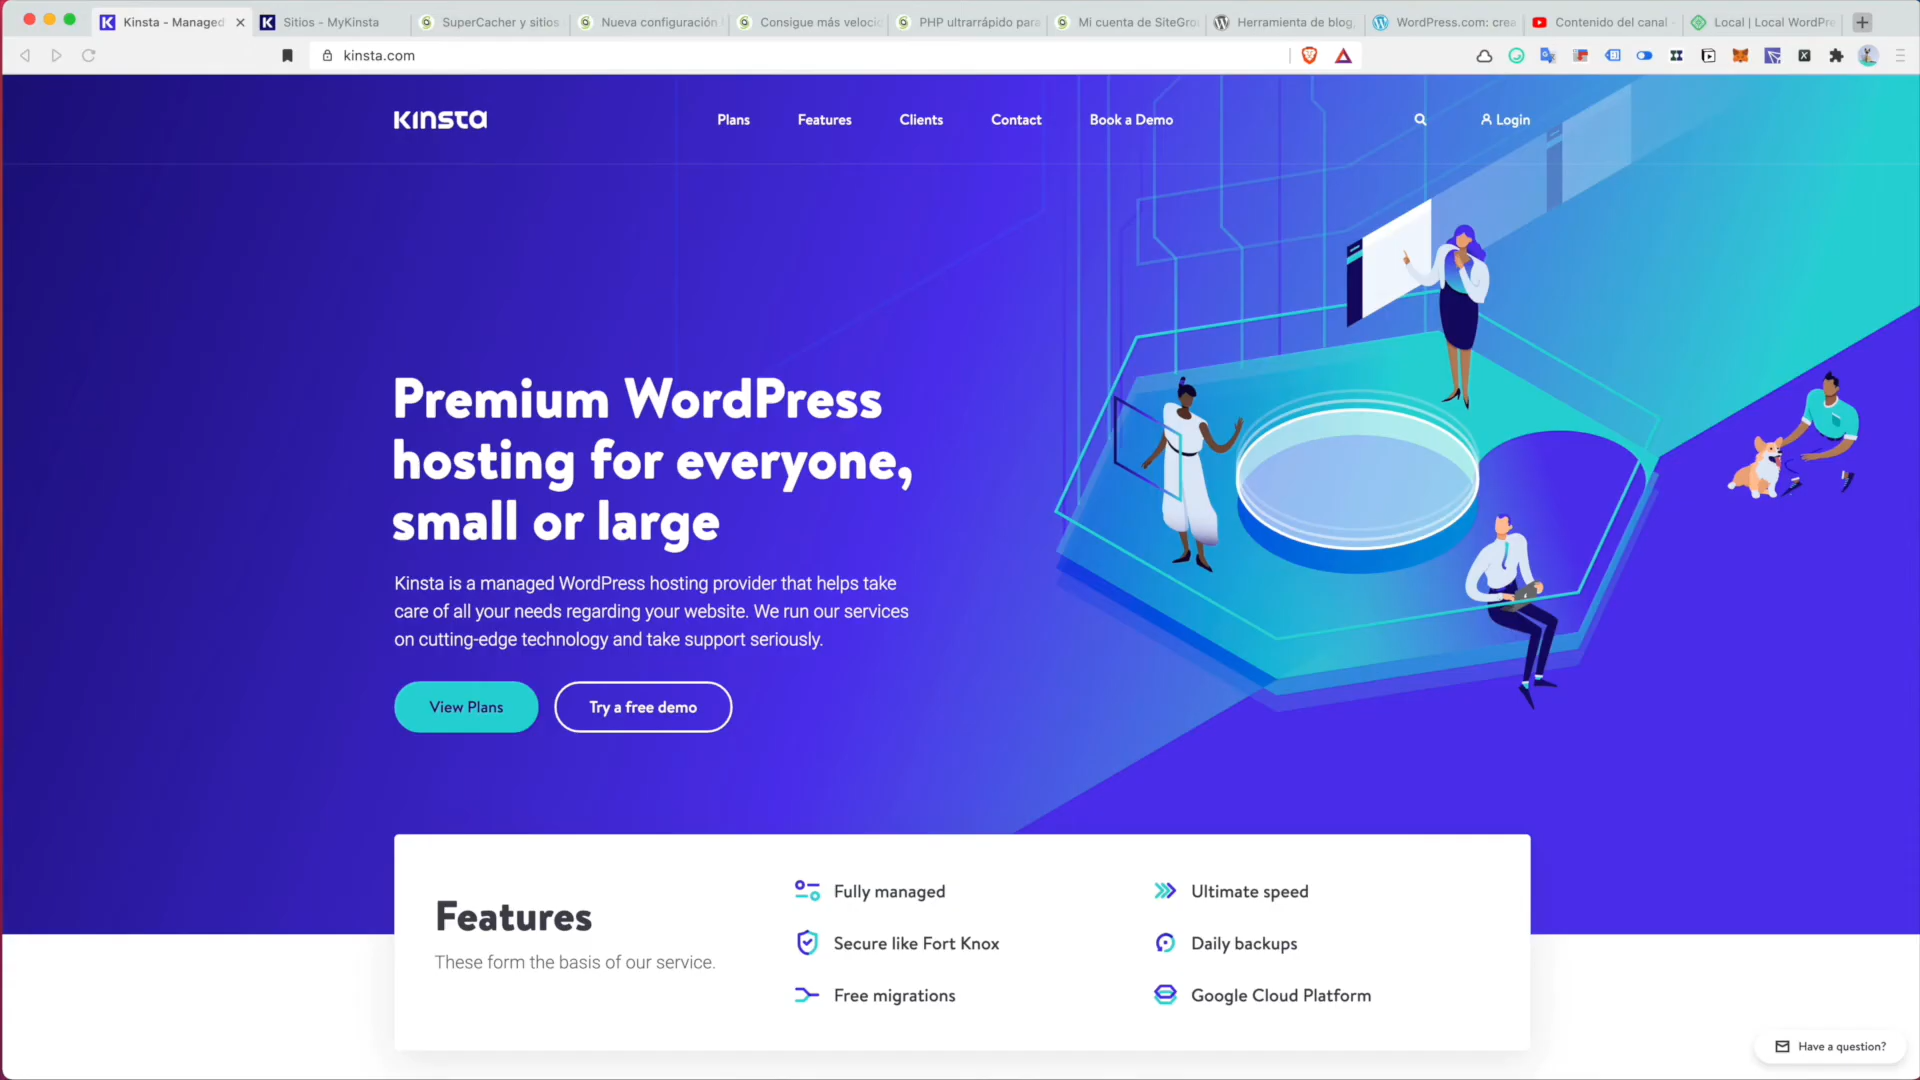 Kinsta - Managed
Sitios - MyKinsta
SuperCacher y sitios
Nueva configuración
Consigue más veloci
PHP ultrarrápido para
Mi cuenta de SiteGro
Herramienta de blog,
WordPress.com: crea
Contenido del canal -
Local | Local WordPre
kinsta.com
KINSTA
Plans
Features
Clients
Contact
Book a Demo
Login
Premium WordPress
hosting for everyone,
small or large
Kinsta is a managed WordPress hosting provider that helps take
care of all your needs regarding your website. We run our services
on cutting-edge technology and take support seriously.
View Plans
Try a free demo
Features
These form the basis of our service.
Fully managed
Ultimate speed
Secure like Fort Knox
Daily backups
Free migrations
Google Cloud Platform
Have a question?